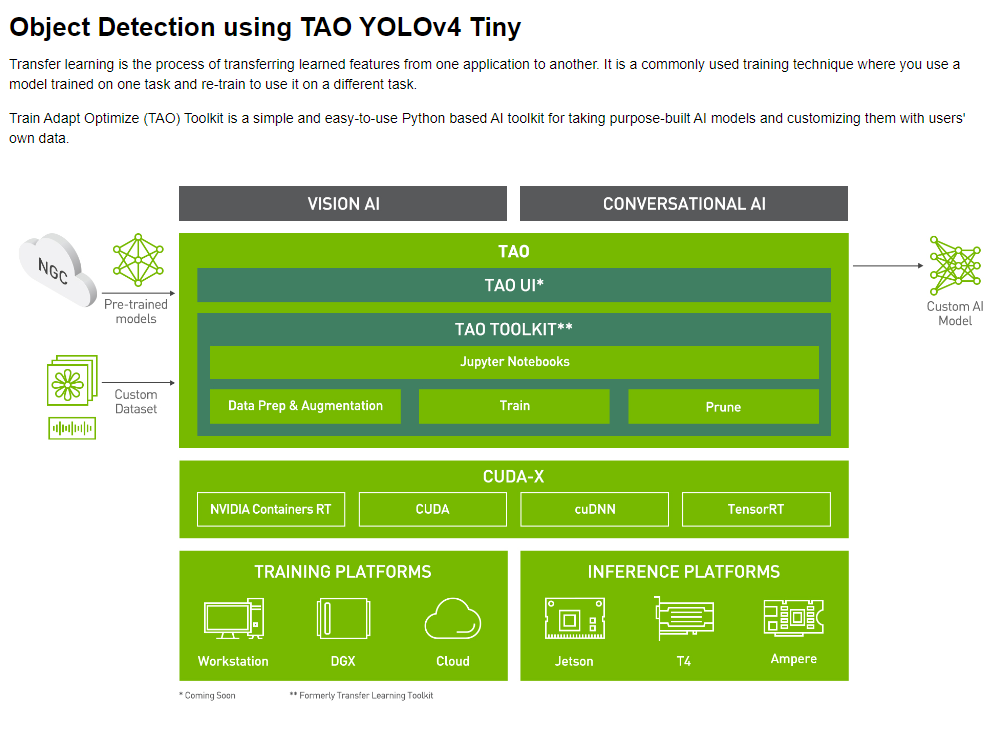 Object Detection using TAO YOLOv4 Tiny
Transfer learning is the process of transferring learned features from one application to another. It is a commonly used training technique where you use a
model trained on one task and re-train to use it on a different task.
Train Adapt Optimize (TAO) Toolkit is a simple and easy-to-use Python based AI toolkit for taking purpose-built AI models and customizing them with users'
own data.
VISION AI
CONVERSATIONAL AI
NGC
Pre-trained
models
Custom
Dataset
TAO
TAO UI*
TAO TOOLKIT**
Jupyter Notebooks
Data Prep & Augmentation
Train
Prune
Custom AI
Model
CUDA-X
NVIDIA Containers RT
CUDA
cuDNN
TensorRT
TRAINING PLATFORMS
Workstation
DGX
Cloud
INFERENCE PLATFORMS
Jetson
T4
Ampere
* Coming Soon
** Formerly Transfer Learning Toolkit